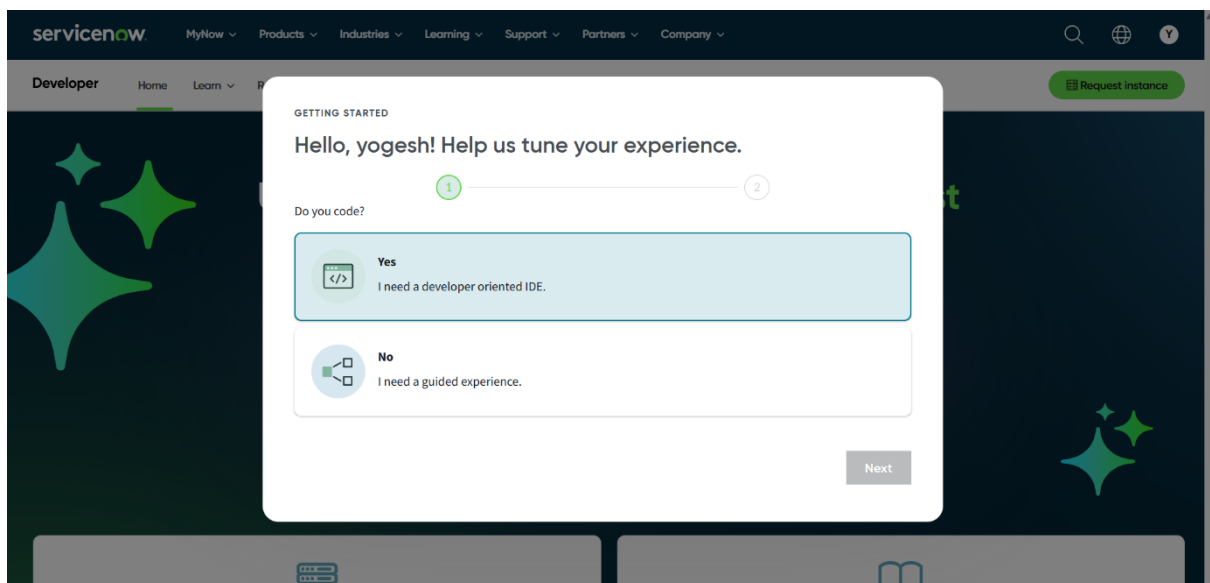 servicenow MyNow Products Industries Learning Support Partners Company Y
Developer Home Learn R Request instance
GETTING STARTED
Hello, yogesh! Help us tune your experience.
1 2
Do you code?
Yes
I need a developer oriented IDE.
No
I need a guided experience.
Next